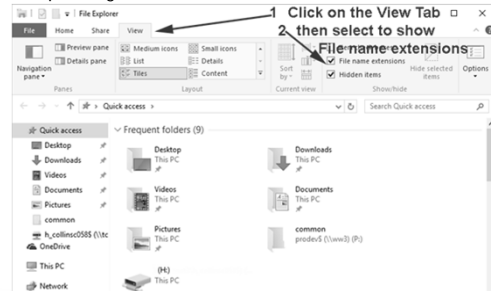 File Explorer
1 Click on the View Tab
2 then select to show
File name extensions
File Home Share View
Preview pane
Details pane
Navigation pane
Panes
Medium icons Small icons
List Details
Tiles Content
Layout
Sort by
Current view
File name extensions
Hidden items
Hide selected items
Show/hide
Options
Quick access
Search Quick access
Quick access
Desktop
Downloads
Videos
Documents
Pictures
common
h_collinsc058$ (\\tc
OneDrive
This PC
Network
Frequent folders (9)
Desktop
This PC
Downloads
This PC
Videos
This PC
Documents
This PC
Pictures
This PC
common
prodev$ (\\ww3) (P:)
(H:)
This PC